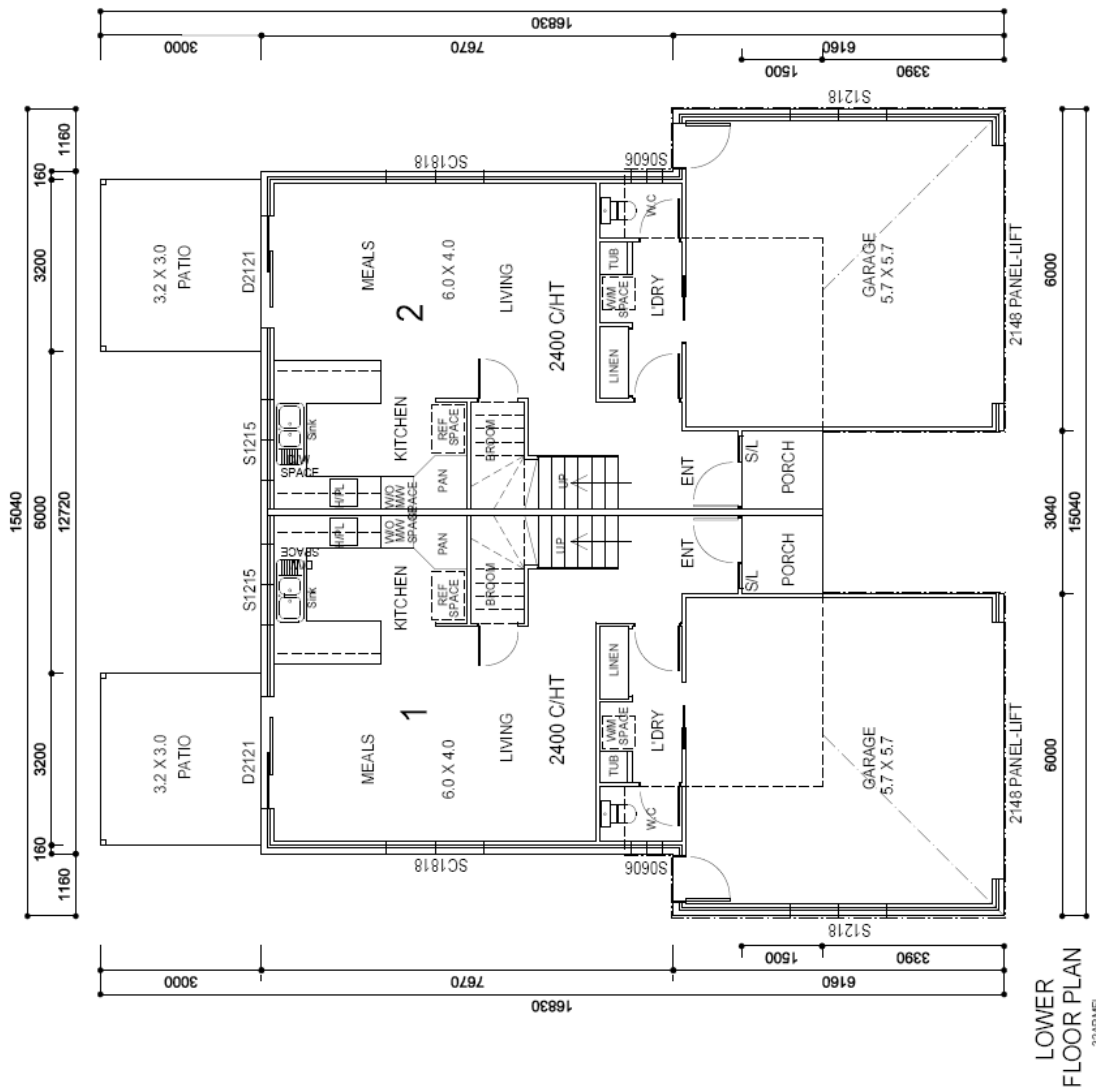 16830
3000
7670
6160
1500
3390
15040
1160
160
3200
6000
12720
3200
160
1160
3.2 X 3.0
PATIO
D2121
3.2 X 3.0
PATIO
D2121
S1215
S1215
Sink
D/W
SPACE
H/PL
W/O
M/W
SPACE
KITCHEN
PAN
REF
SPACE
BROOM
MEALS
1
6.0 X 4.0
LIVING
2400 C/HT
SC1818
S0606
UP
ENT
S/L
PORCH
LINEN
W/M
SPACE
TUB
L'DRY
W.C
GARAGE
5.7 X 5.7
S1218
2148 PANEL-LIFT
Sink
D/W
SPACE
H/PL
W/O
M/W
SPACE
KITCHEN
PAN
REF
SPACE
BROOM
MEALS
2
6.0 X 4.0
LIVING
2400 C/HT
SC1818
S0606
UP
ENT
S/L
PORCH
LINEN
W/M
SPACE
TUB
L'DRY
W.C
GARAGE
5.7 X 5.7
S1218
2148 PANEL-LIFT
3000
7670
6160
1500
3390
16830
6000
3040
6000
15040
LOWER
FLOOR PLAN